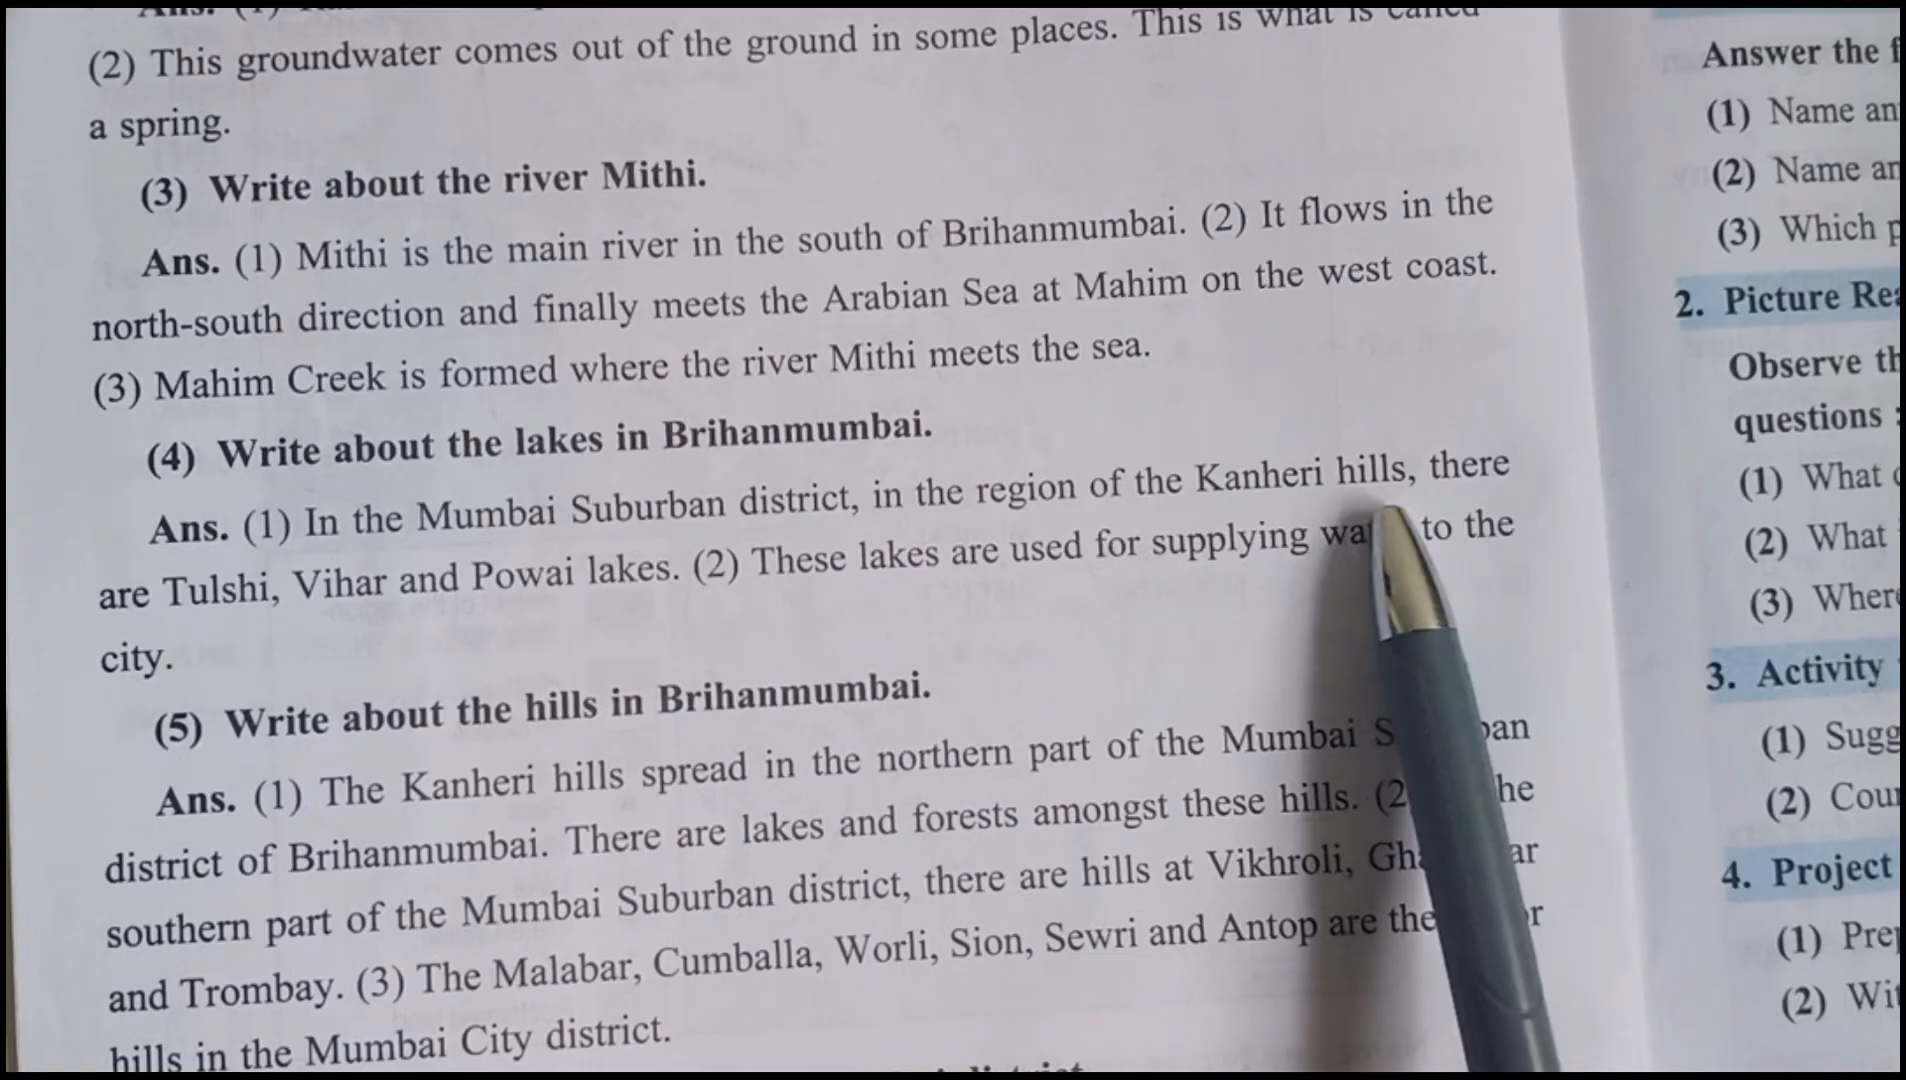 (2) This groundwater comes out of the ground in some places. This is what is called
a spring.
(3) Write about the river Mithi.
Ans. (1) Mithi is the main river in the south of Brihanmumbai. (2) It flows in the
north-south direction and finally meets the Arabian Sea at Mahim on the west coast.
(3) Mahim Creek is formed where the river Mithi meets the sea.
(4) Write about the lakes in Brihanmumbai.
Ans. (1) In the Mumbai Suburban district, in the region of the Kanheri hills, there
are Tulshi, Vihar and Powai lakes. (2) These lakes are used for supplying to the
city.
(5) Write about the hills in Brihanmumbai.
Ans. (1) The Kanheri hills spread in the northern part of the Mumbai
district of Brihanmumbai. There are lakes and forests amongst these hills. (2
southern part of the Mumbai Suburban district, there are hills at Vikhroli,
and Trombay. (3) The Malabar, Cumballa, Worli, Sion, Sewri and Antop are the
hills in the Mumbai City district.
Answer the
(1) Name
(2) Name
(3) Which
2. Picture
Observe
questions :
(1) What
(2) What
(3)
3. Activity
(1)
(2)
4. Project
(1)
(2)